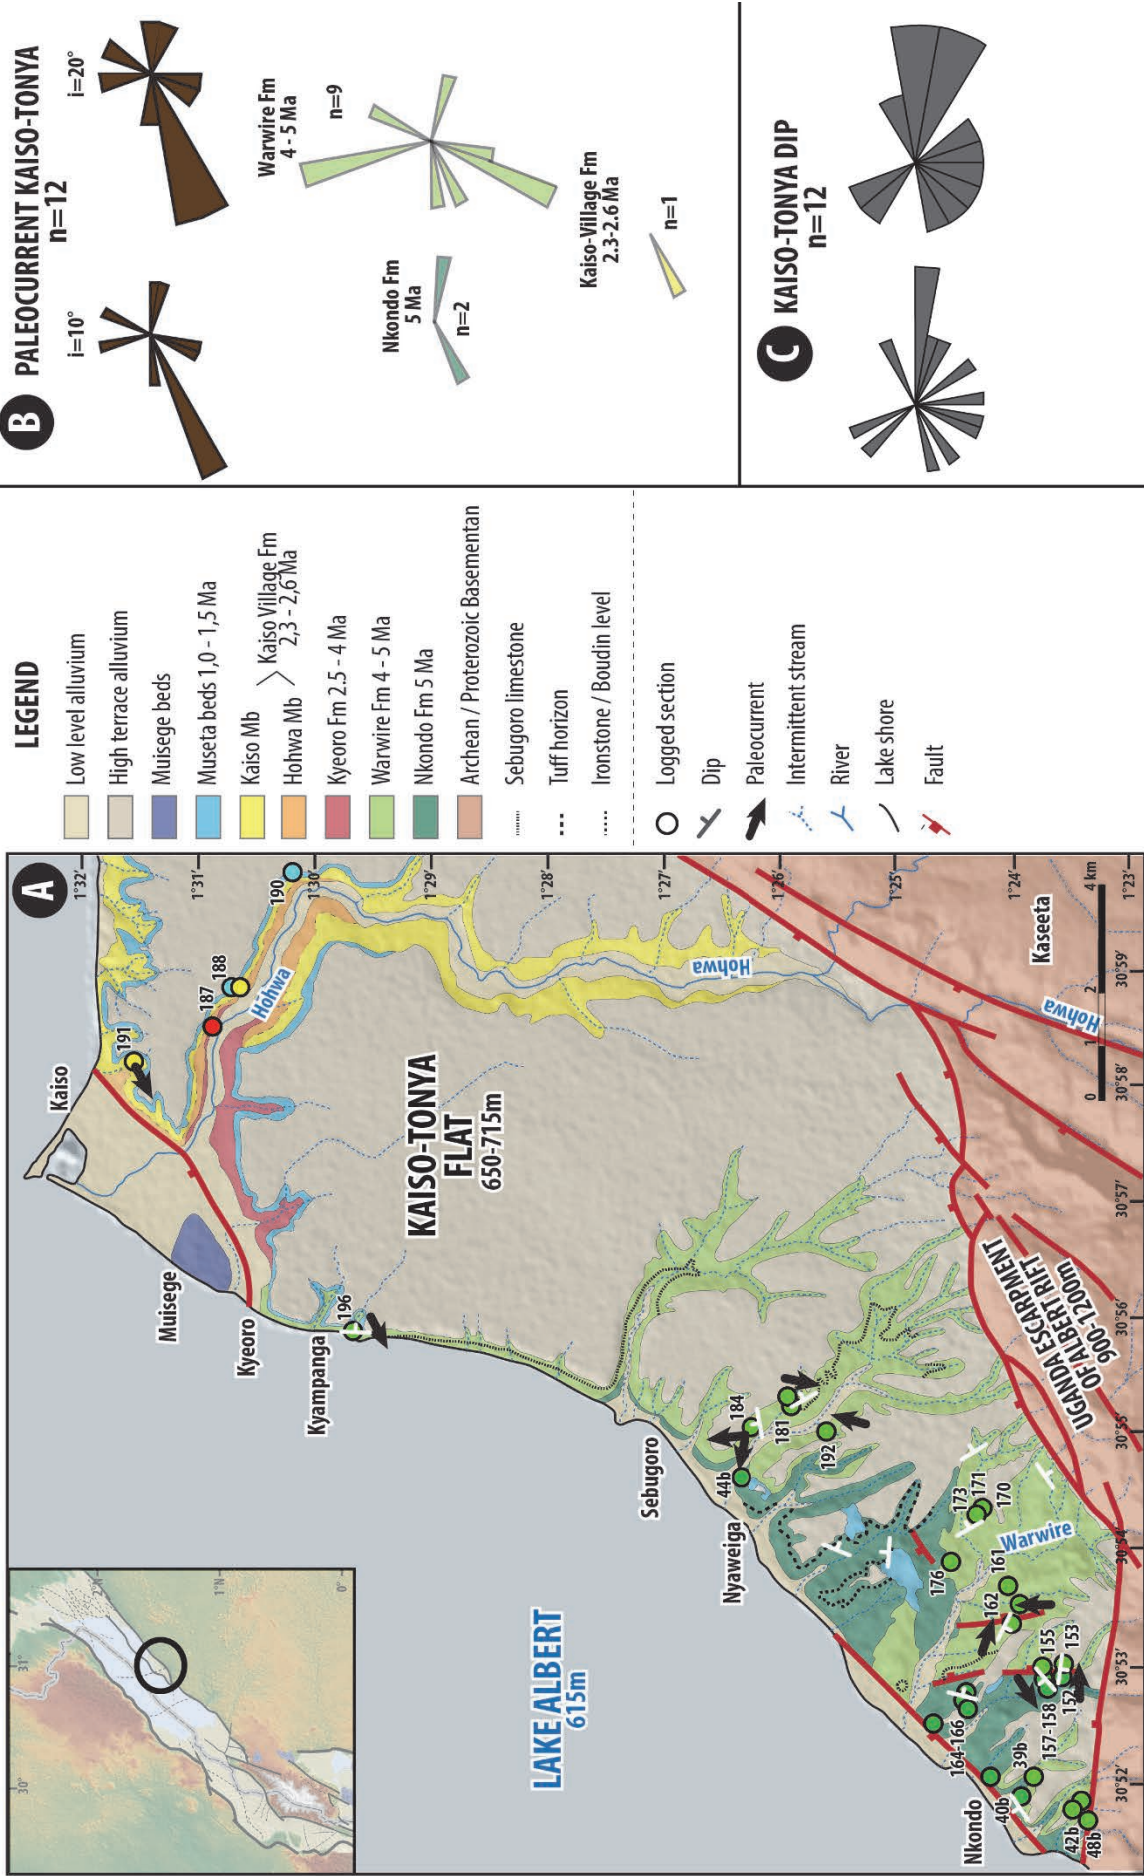 A
1°32'
1°31'
1°30'
1°29'
1°28'
1°27'
1°26'
1°25'
1°24'
1°23'
30°52'
30°53'
30°54'
30°55'
30°56'
30°57'
30°58'
30°59'
2°N
1°N
0°
30°
31°
LAKE ALBERT
615m
KAISO-TONYA
FLAT
650-715m
UGANDA ESCARPMENT
OF ALBERT RIFT
900-1200m
Kaiso
Muisege
Kyeoro
Kyampanga
Sebugoro
Nyaweiga
Nkondo
Kaseeta
Hohwa
Hohwa
Hohwa
Warwire
191
187
188
190
196
184
44b
181
192
173
171
170
176
161
162
155
153
152
157-158
164-166
39b
40b
42b
48b
0
1
2
4 km
LEGEND
Low level alluvium
High terrace alluvium
Muisege beds
Museta beds 1,0 - 1,5 Ma
Kaiso Mb
Hohwa Mb
Kaiso Village Fm
2,3 - 2,6 Ma
Kyeoro Fm 2.5 - 4 Ma
Warwire Fm 4 - 5 Ma
Nkondo Fm 5 Ma
Archean / Proterozoic Basementan
Sebugoro limestone
Tuff horizon
Ironstone / Boudin level
Logged section
Dip
Paleocurrent
Intermittent stream
River
Lake shore
Fault
B
PALEOCURRENT KAISO-TONYA
n=12
i=10°
i=20°
Nkondo Fm
5 Ma
n=2
Warwire Fm
4 - 5 Ma
n=9
Kaiso-Village Fm
2.3-2.6 Ma
n=1
C
KAISO-TONYA DIP
n=12